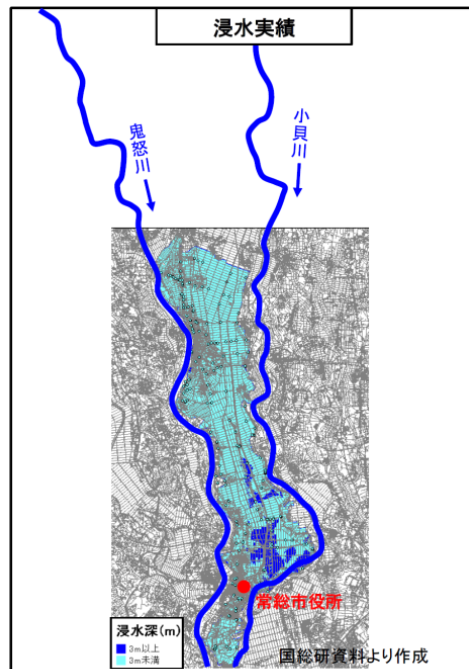 浸水実績
鬼怒川
小貝川
常総市役所
浸水深(m)
3m以上
3m未満
国総研資料より作成